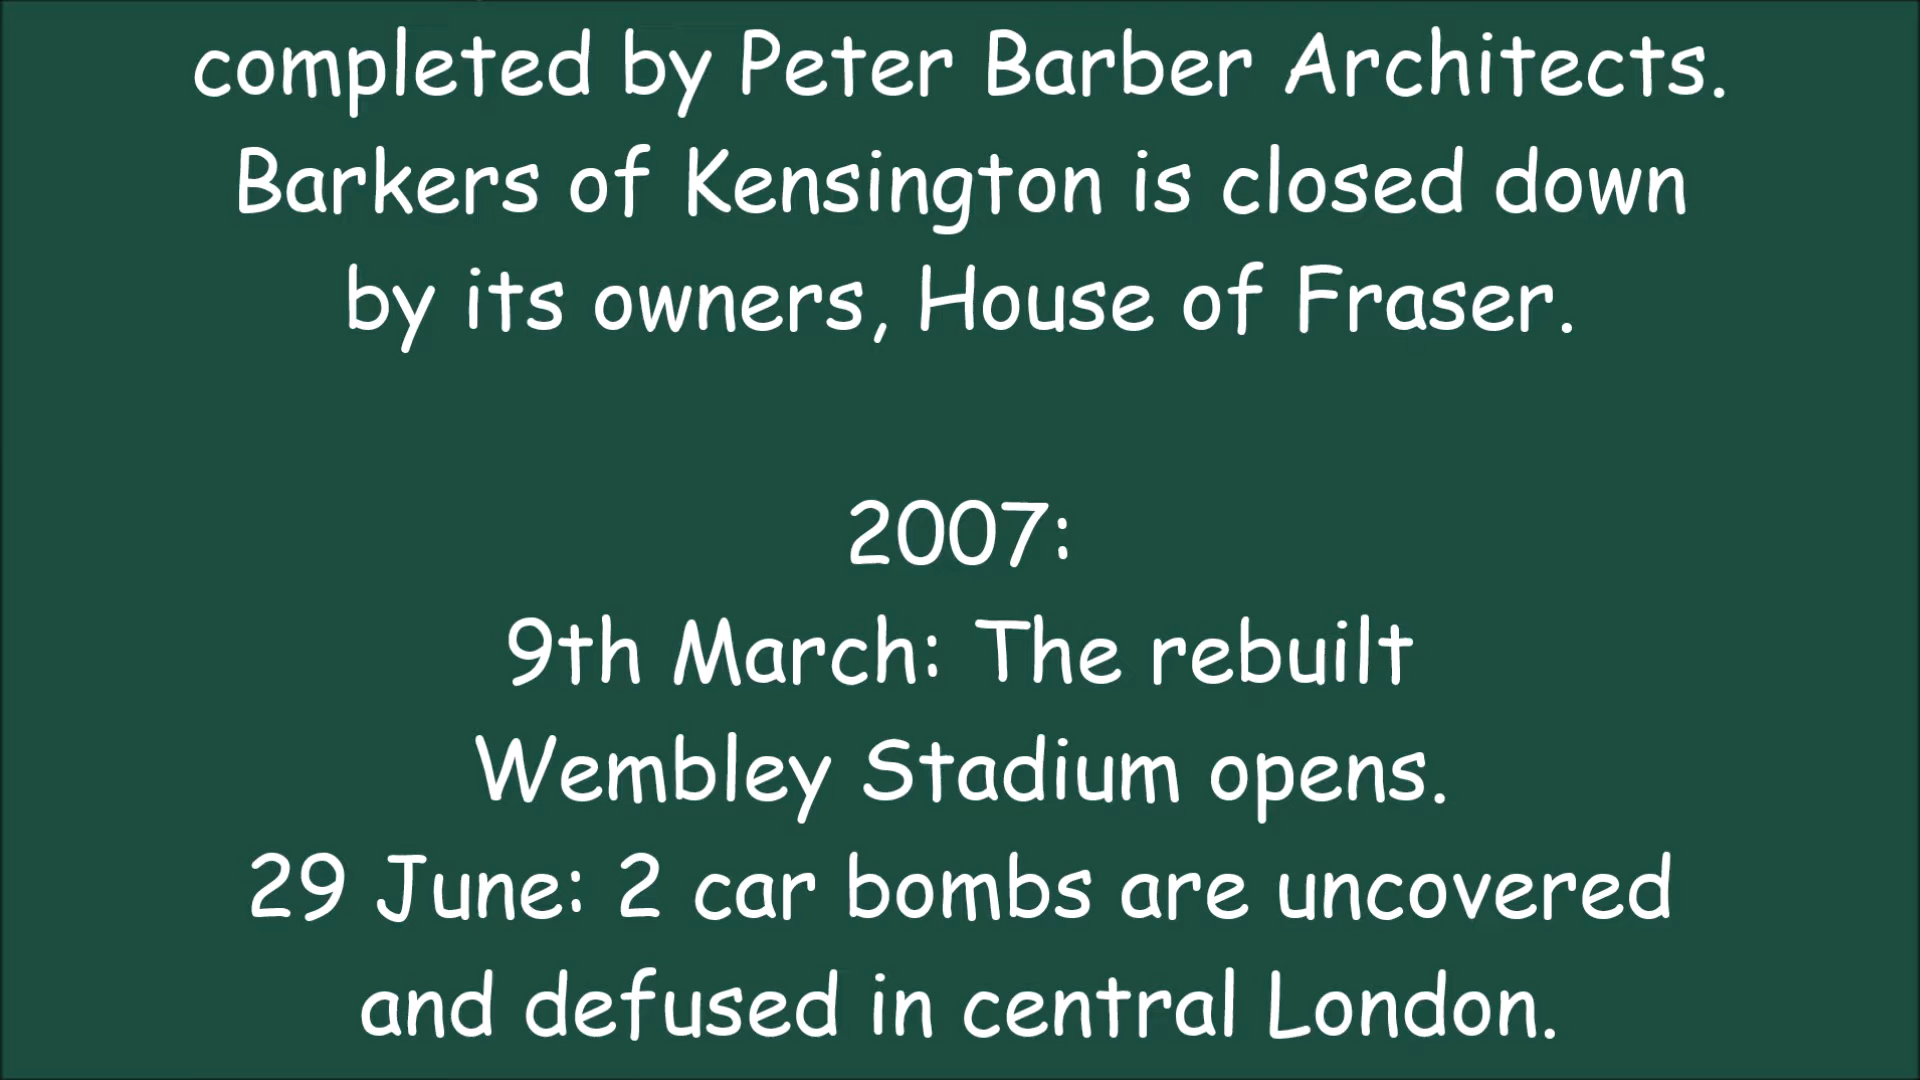 completed by Peter Barber Architects.
Barkers of Kensington is closed down
by its owners, House of Fraser.
2007:
9th March: The rebuilt
Wembley Stadium opens.
29 June: 2 car bombs are uncovered
and defused in central London.